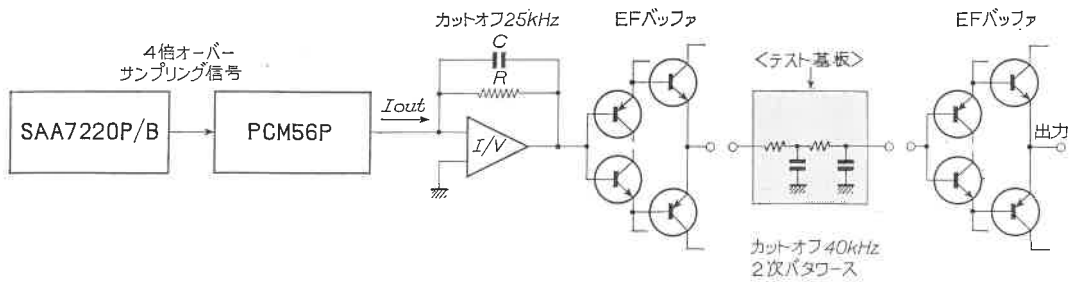 カットオフ25kHz
EFバッファ
EFバッファ
4倍オーバー
サンプリング信号
C
R
<テスト基板>
SAA7220P/B
PCM56P
Iout
I/V
出力
カットオフ40kHz
2次バタワース